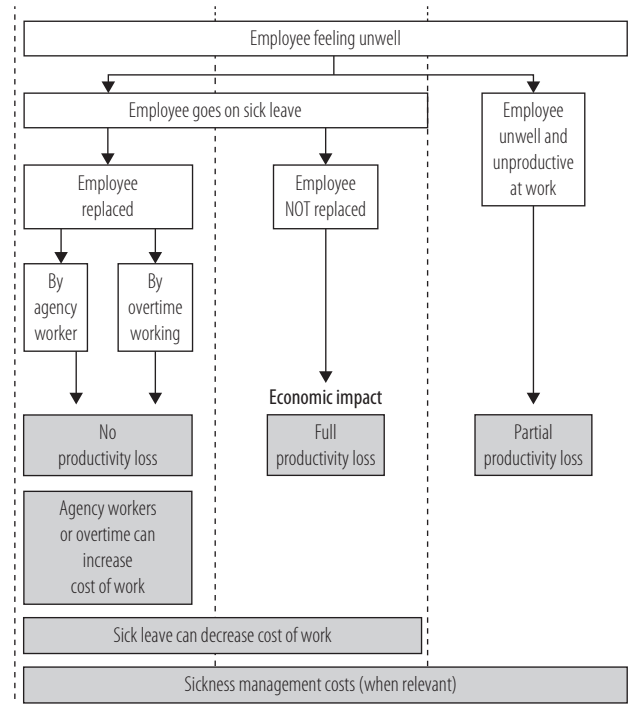 Employee feeling unwell
Employee goes on sick leave
Employee
unwell and
unproductive
at work
Employee
replaced
Employee
NOT replaced
By
agency
worker
By
overtime
working
Economic impact
No
productivity loss
Full
productivity loss
Partial
productivity loss
Agency workers
or overtime can
increase
cost of work
Sick leave can decrease cost of work
Sickness management costs (when relevant)